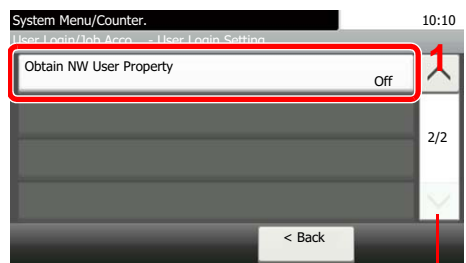 System Menu/Counter. 10:10
User Login/Job Acco... - User Login Setting
Obtain NW User Property
Off
1
2/2
< Back